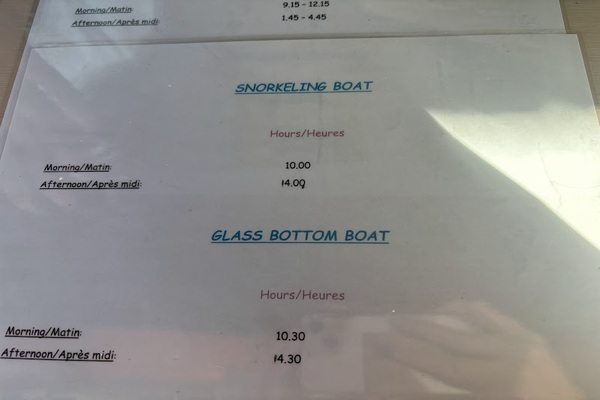 Morning/Matin: 9.15 - 12.15
Afternoon/Après midi: 1.45 - 4.45
SNORKELING BOAT
Hours/Heures
Morning/Matin: 10.00
Afternoon/Après midi: 14.00
GLASS BOTTOM BOAT
Hours/Heures
Morning/Matin: 10.30
Afternoon/Après midi: 14.30